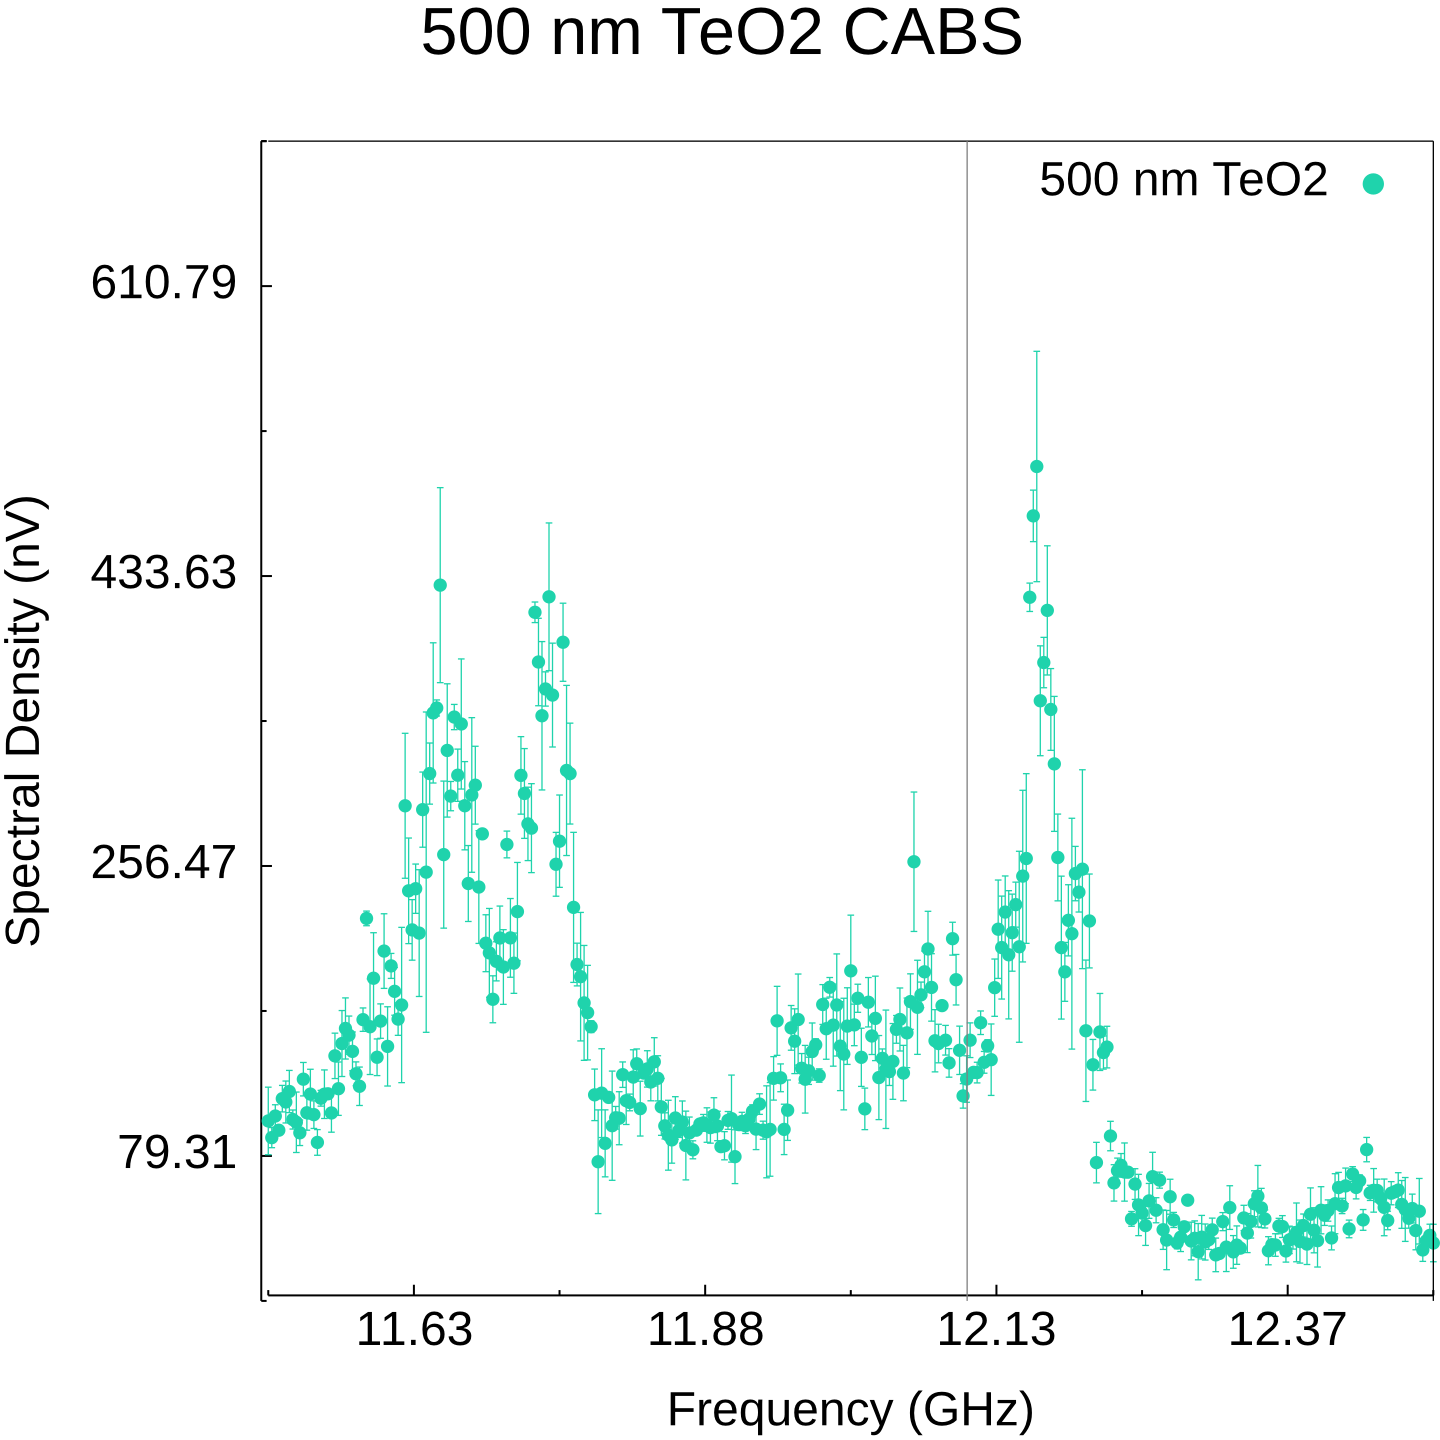 500 nm TeO2 CABS
500 nm TeO2
610.79
433.63
256.47
79.31
Spectral Density (nV)
11.63 11.88 12.13 12.37
Frequency (GHz)